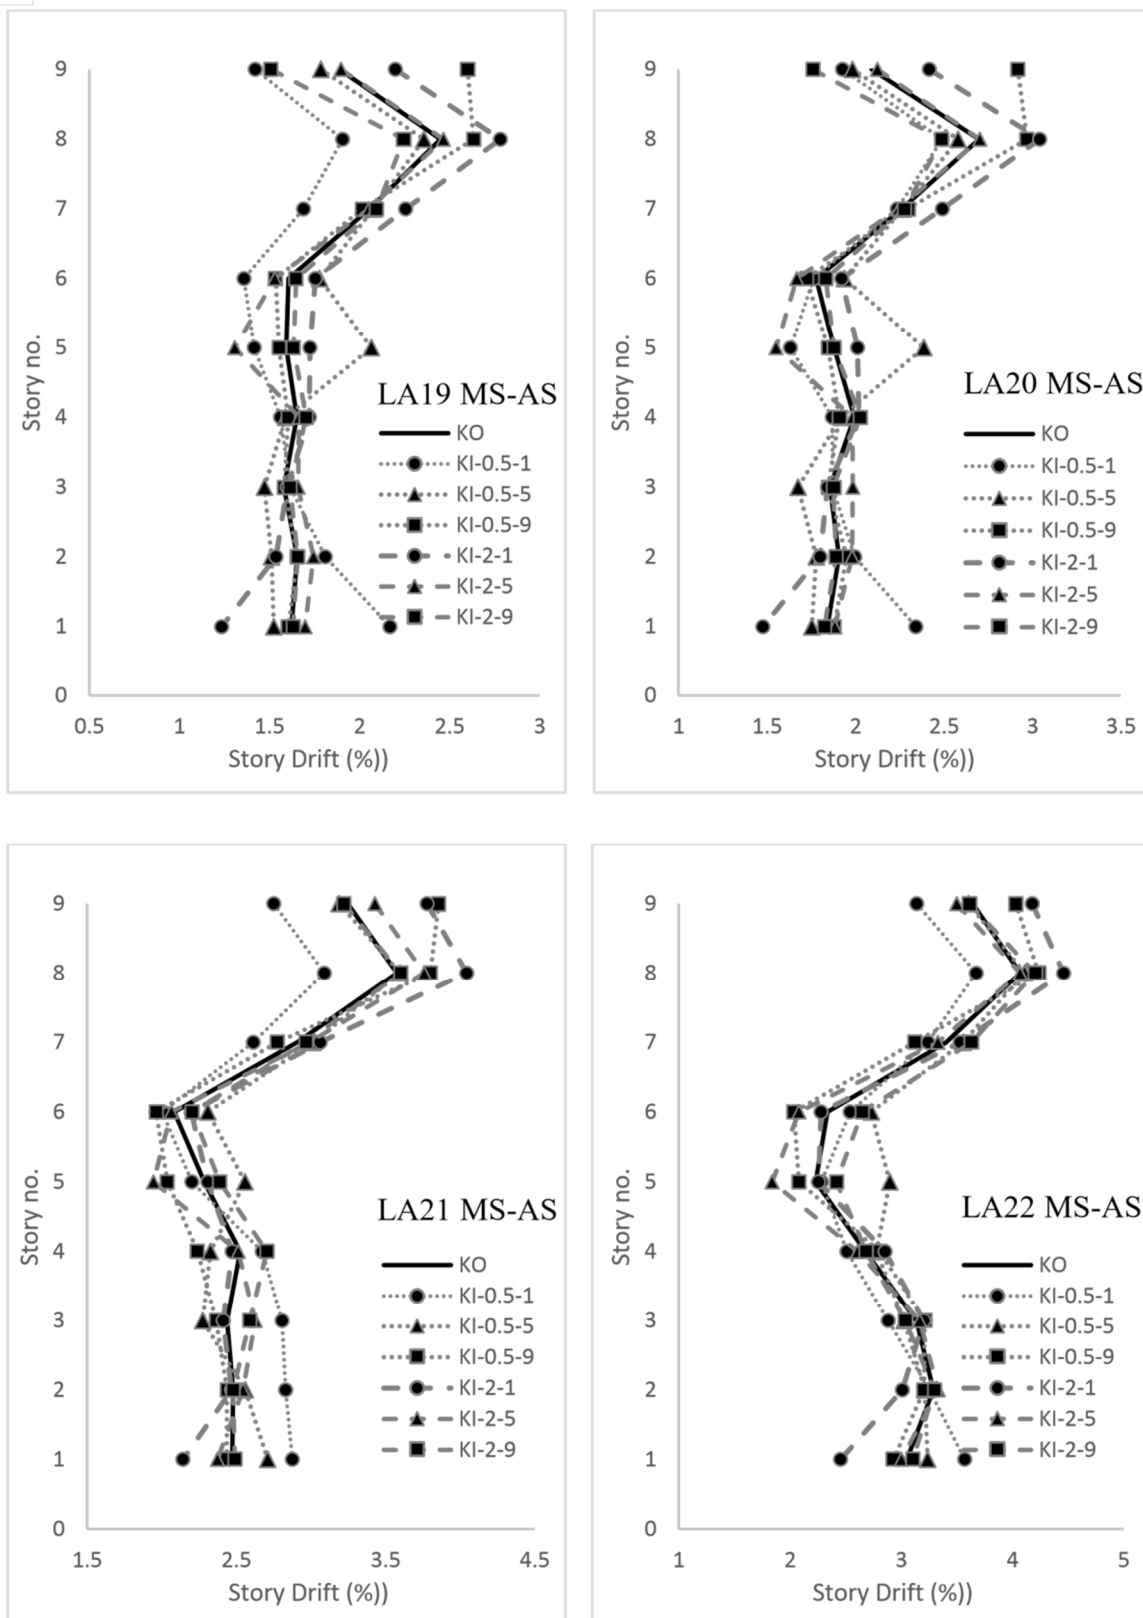 9
8
7
6
5
4
3
2
1
0
Story no.
0.5 1 1.5 2 2.5 3
Story Drift (%))
LA19 MS-AS
KO
KI-0.5-1
KI-0.5-5
KI-0.5-9
KI-2-1
KI-2-5
KI-2-9
9
8
7
6
5
4
3
2
1
0
Story no.
1 1.5 2 2.5 3 3.5
Story Drift (%))
LA20 MS-AS
KO
KI-0.5-1
KI-0.5-5
KI-0.5-9
KI-2-1
KI-2-5
KI-2-9
9
8
7
6
5
4
3
2
1
0
Story no.
1.5 2.5 3.5 4.5
Story Drift (%))
LA21 MS-AS
KO
KI-0.5-1
KI-0.5-5
KI-0.5-9
KI-2-1
KI-2-5
KI-2-9
9
8
7
6
5
4
3
2
1
0
Story no.
1 2 3 4 5
Story Drift (%))
LA22 MS-AS
KO
KI-0.5-1
KI-0.5-5
KI-0.5-9
KI-2-1
KI-2-5
KI-2-9